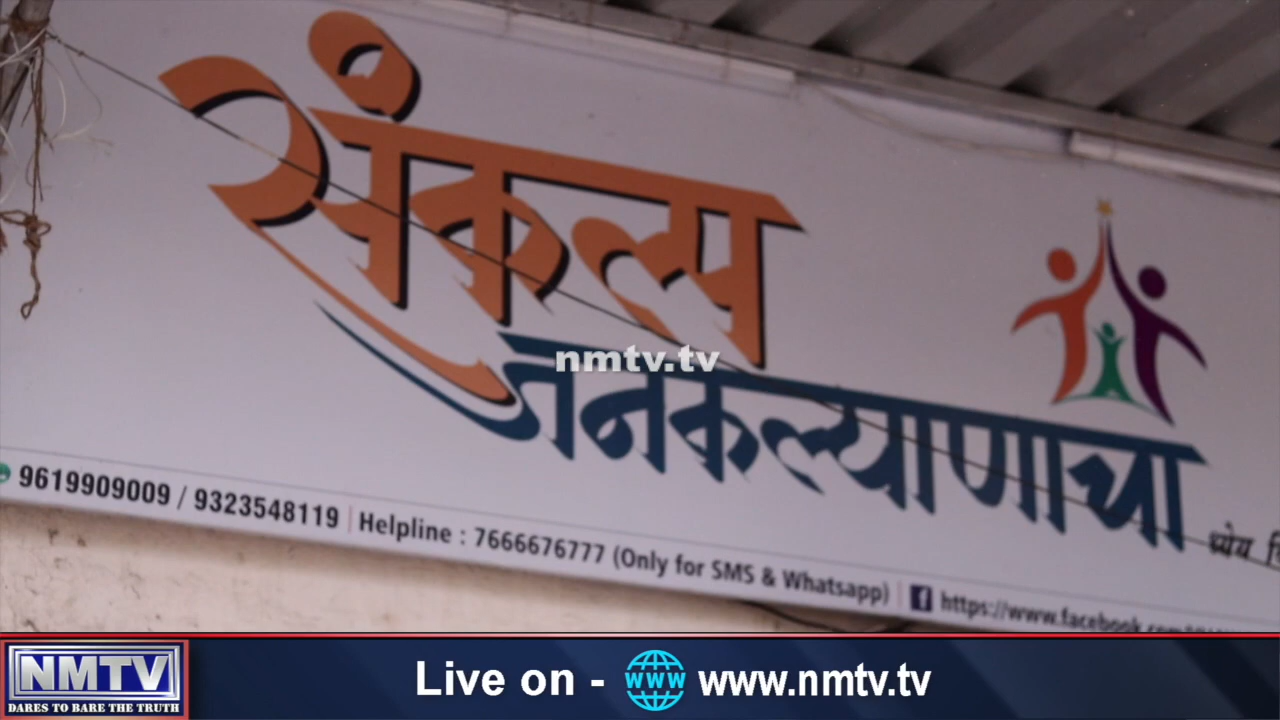 संकल्प
जनकल्याणाचा
ध्येय
nmtv.tv
9619909009 / 9323548119 | Helpline : 7666676777 (Only for SMS & Whatsapp) | f https://www.facebook.com
NMTV
DARES TO BARE THE TRUTH
Live on - www www.nmtv.tv